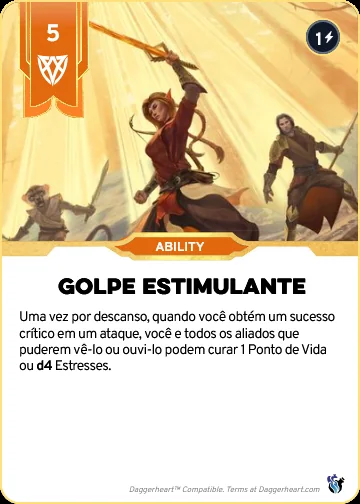 5
1
ABILITY
GOLPE ESTIMULANTE
Uma vez por descanso, quando você obtém um sucesso
crítico em um ataque, você e todos os aliados que
puderem vê-lo ou ouvi-lo podem curar 1 Ponto de Vida
ou d4 Estresses.
Daggerheart™ Compatible. Terms at Daggerheart.com